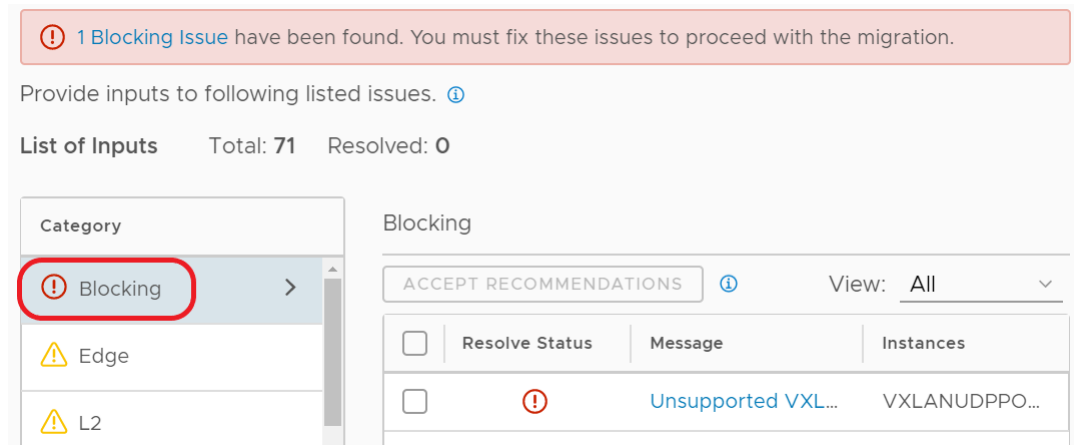 1 Blocking Issue have been found. You must fix these issues to proceed with the migration.
Provide inputs to following listed issues.
List of Inputs Total: 71 Resolved: 0
Category
Blocking
Edge
L2
Blocking
ACCEPT RECOMMENDATIONS View: All
Resolve Status Message Instances
Unsupported VXL... VXLANUDPPO...